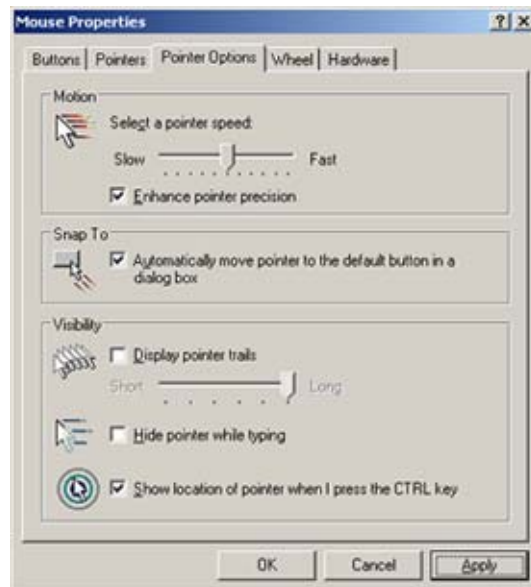 Mouse Properties
Buttons Pointers Pointer Options Wheel Hardware
Motion
Select a pointer speed:
Slow Fast
Enhance pointer precision
Snap To
Automatically move pointer to the default button in a
dialog box
Visibility
Display pointer trails
Short Long
Hide pointer while typing
Show location of pointer when I press the CTRL key
OK Cancel Apply